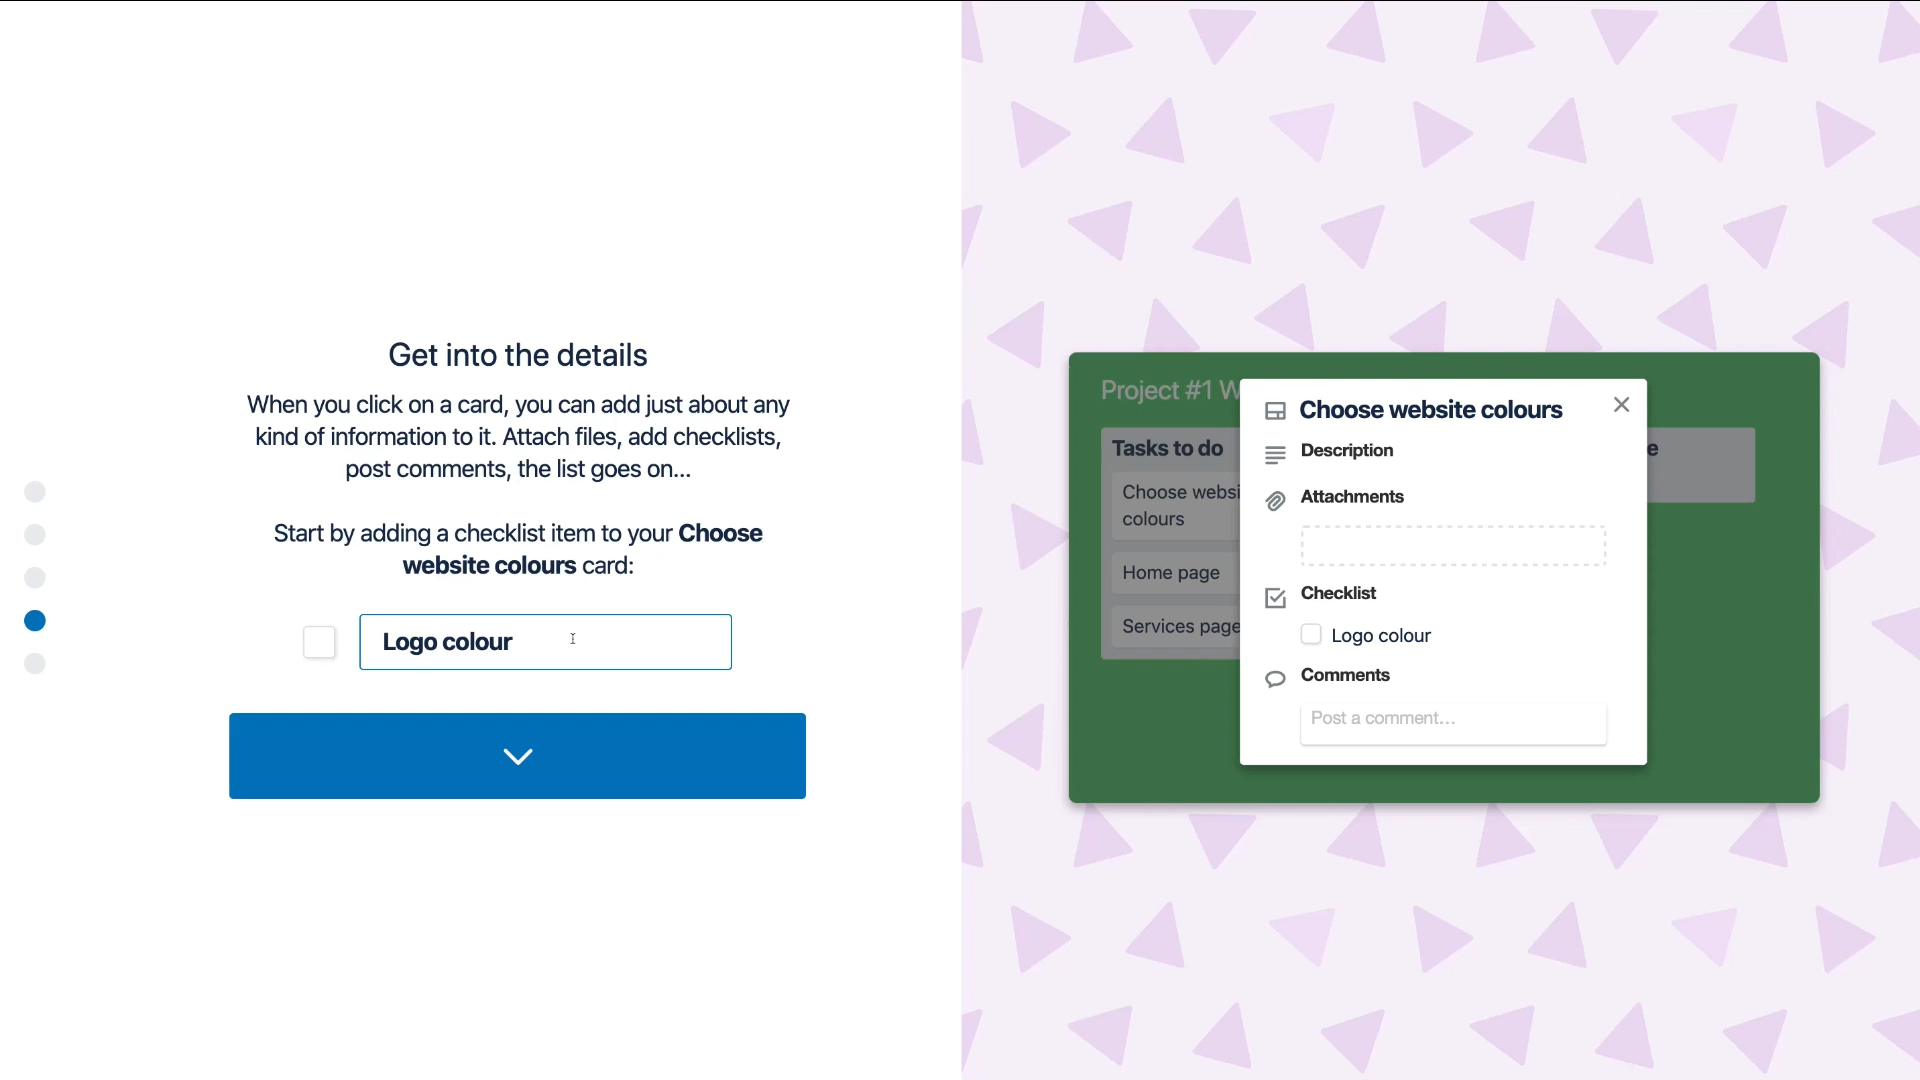 Get into the details
When you click on a card, you can add just about any
kind of information to it. Attach files, add checklists,
post comments, the list goes on...
Start by adding a checklist item to your Choose
website colours card:
Logo colour
Project #1 W
Tasks to do
Choose websi
colours
Home page
Services page
e
Choose website colours
Description
Attachments
Checklist
Logo colour
Comments
Post a comment...